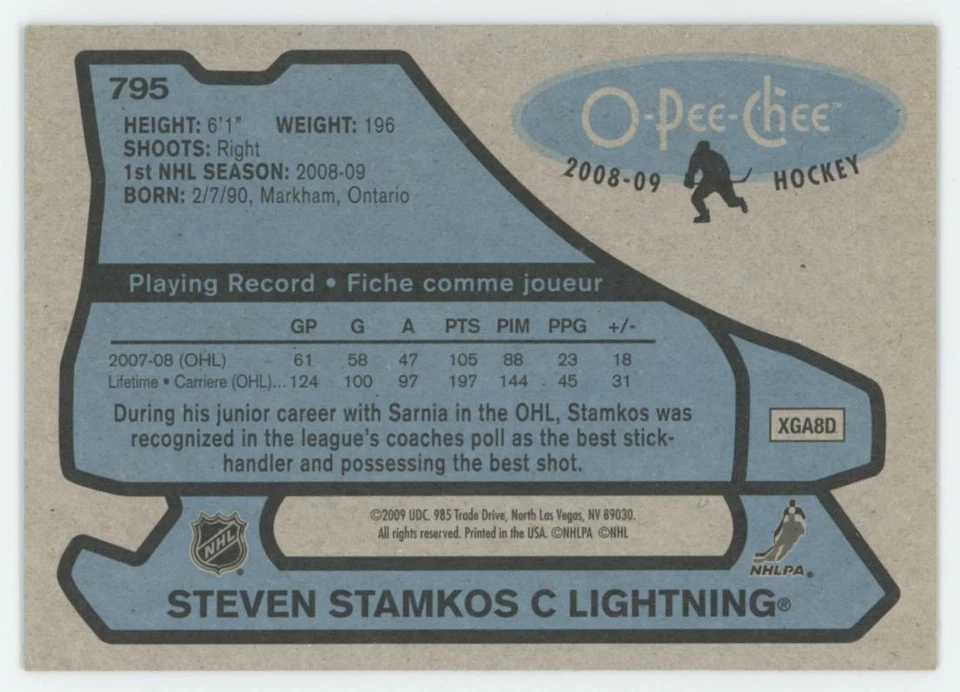 795
O-Pee-Chee™
2008-09 HOCKEY
HEIGHT: 6'1" WEIGHT: 196
SHOOTS: Right
1st NHL SEASON: 2008-09
BORN: 2/7/90, Markham, Ontario
Playing Record • Fiche comme joueur
GP G A PTS PIM PPG +/-
2007-08 (OHL) 61 58 47 105 88 23 18
Lifetime • Carriere (OHL)... 124 100 97 197 144 45 31
During his junior career with Sarnia in the OHL, Stamkos was
recognized in the league's coaches poll as the best stick-
handler and possessing the best shot.
XGA8D
©2009 UDC. 985 Trade Drive, North Las Vegas, NV 89030.
All rights reserved. Printed in the USA. ©NHLPA ©NHL
NHL
NHLPA®
STEVEN STAMKOS C LIGHTNING®